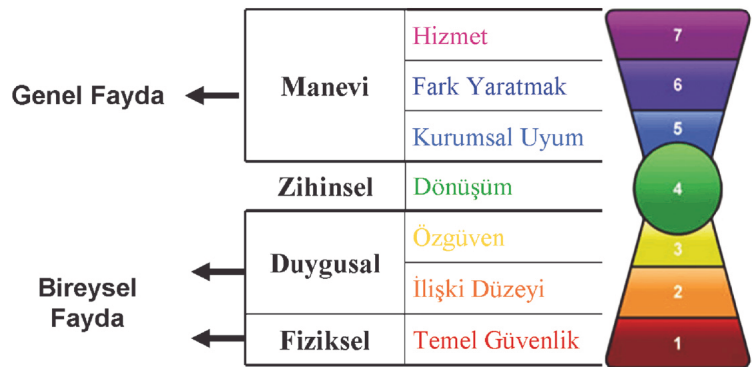 Hizmet
7
Genel Fayda
Manevi
Fark Yaratmak
6
Kurumsal Uyum
5
Zihinsel
Dönüşüm
4
Özgüven
3
Bireysel
Fayda
Duygusal
İlişki Düzeyi
2
Fiziksel
Temel Güvenlik
1